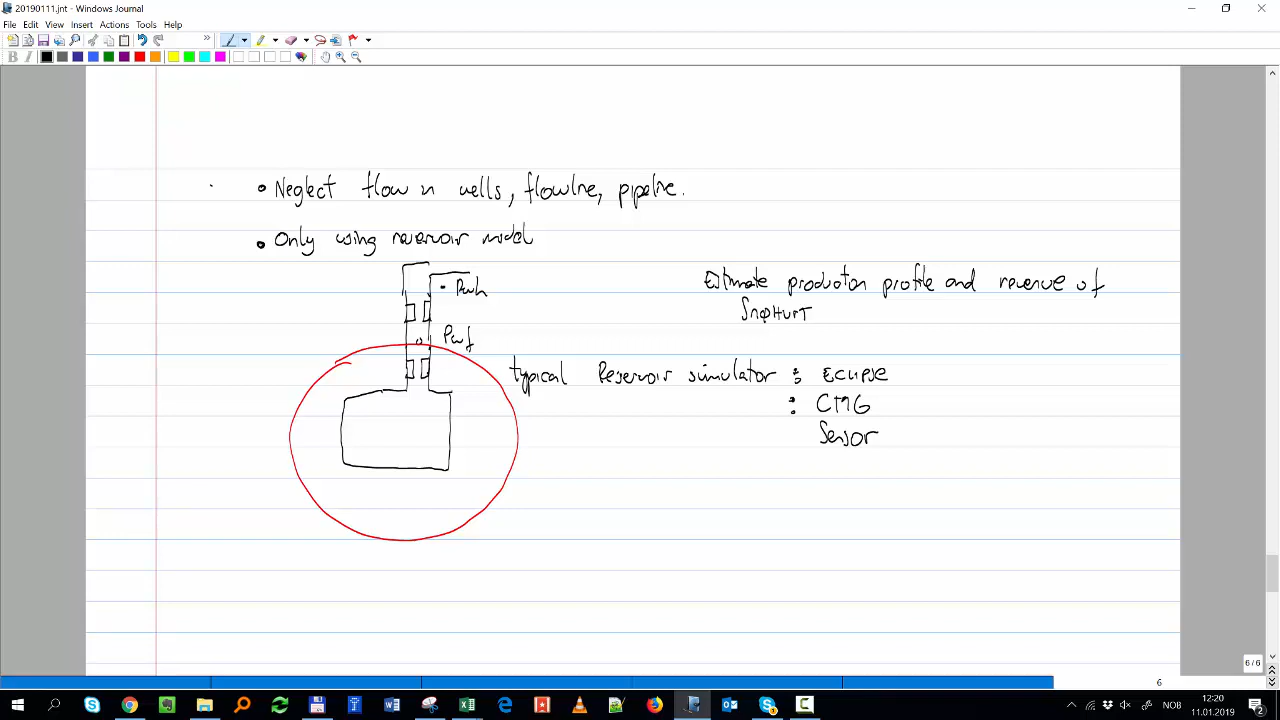 20190111.jnt - Windows Journal
File Edit View Insert Actions Tools Help
B I
• Neglect flow in wells, flowline, pipeline.
• Only using reservoir model
• Pwh
Estimate production profile and revenue of
Pwf
typical Reservoir simulator : Eclipse
: CMG
Sensor
6/6
6
NOB
12:20
11.01.2019